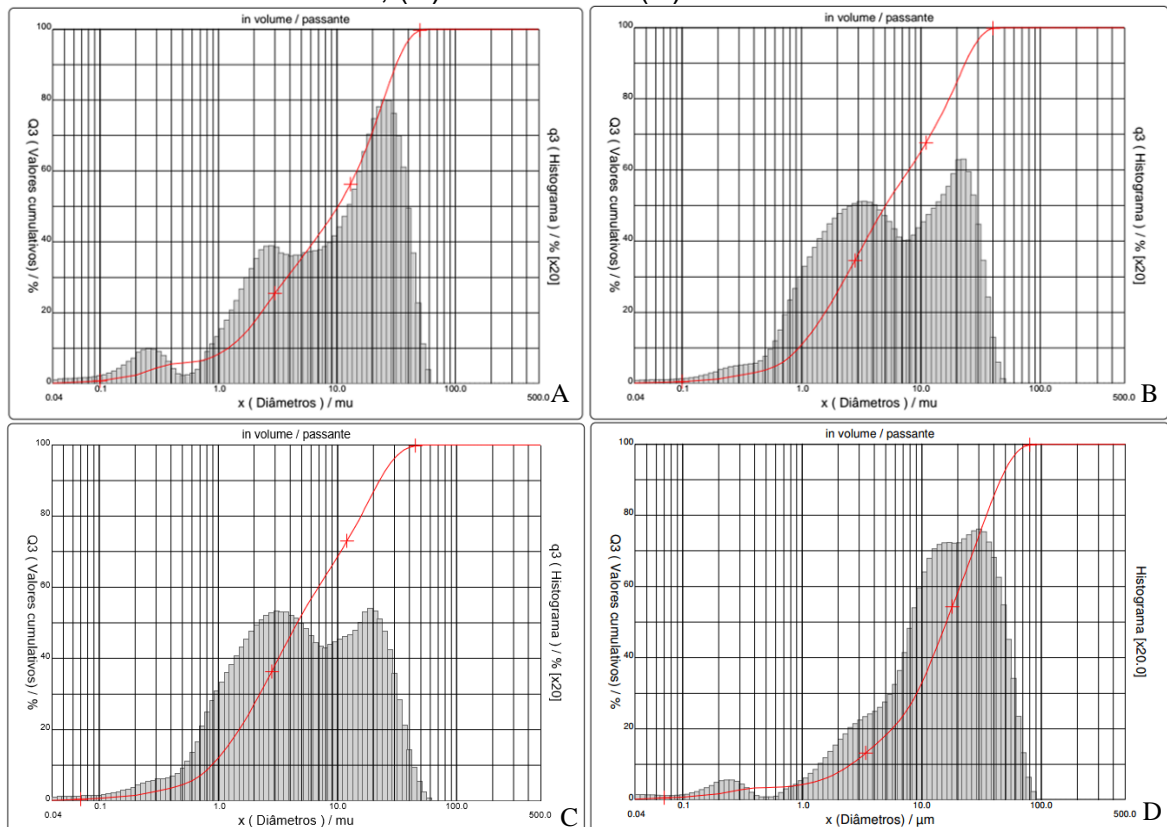 in volume / passante
100
80
60
40
20
0
Q3 ( Valores cumulativos) / %
q3 ( Histograma ) / % [x20]
0.04 0.1 1.0 10.0 100.0 500.0
x ( Diâmetros ) / mu
A
in volume / passante
100
80
60
40
20
0
Q3 ( Valores cumulativos) / %
q3 ( Histograma ) / % [x20]
0.04 0.1 1.0 10.0 100.0 500.0
x ( Diâmetros ) / mu
B
in volume / passante
100
80
60
40
20
0
Q3 ( Valores cumulativos) / %
q3 ( Histograma ) / % [x20]
0.04 0.1 1.0 10.0 100.0 500.0
x ( Diâmetros ) / mu
C
in volume / passante
100
80
60
40
20
0
Q3 ( Valores cumulativos) / %
Histograma [x20.0]
0.04 0.1 1.0 10.0 100.0 500.0
x (Diâmetros) / µm
D